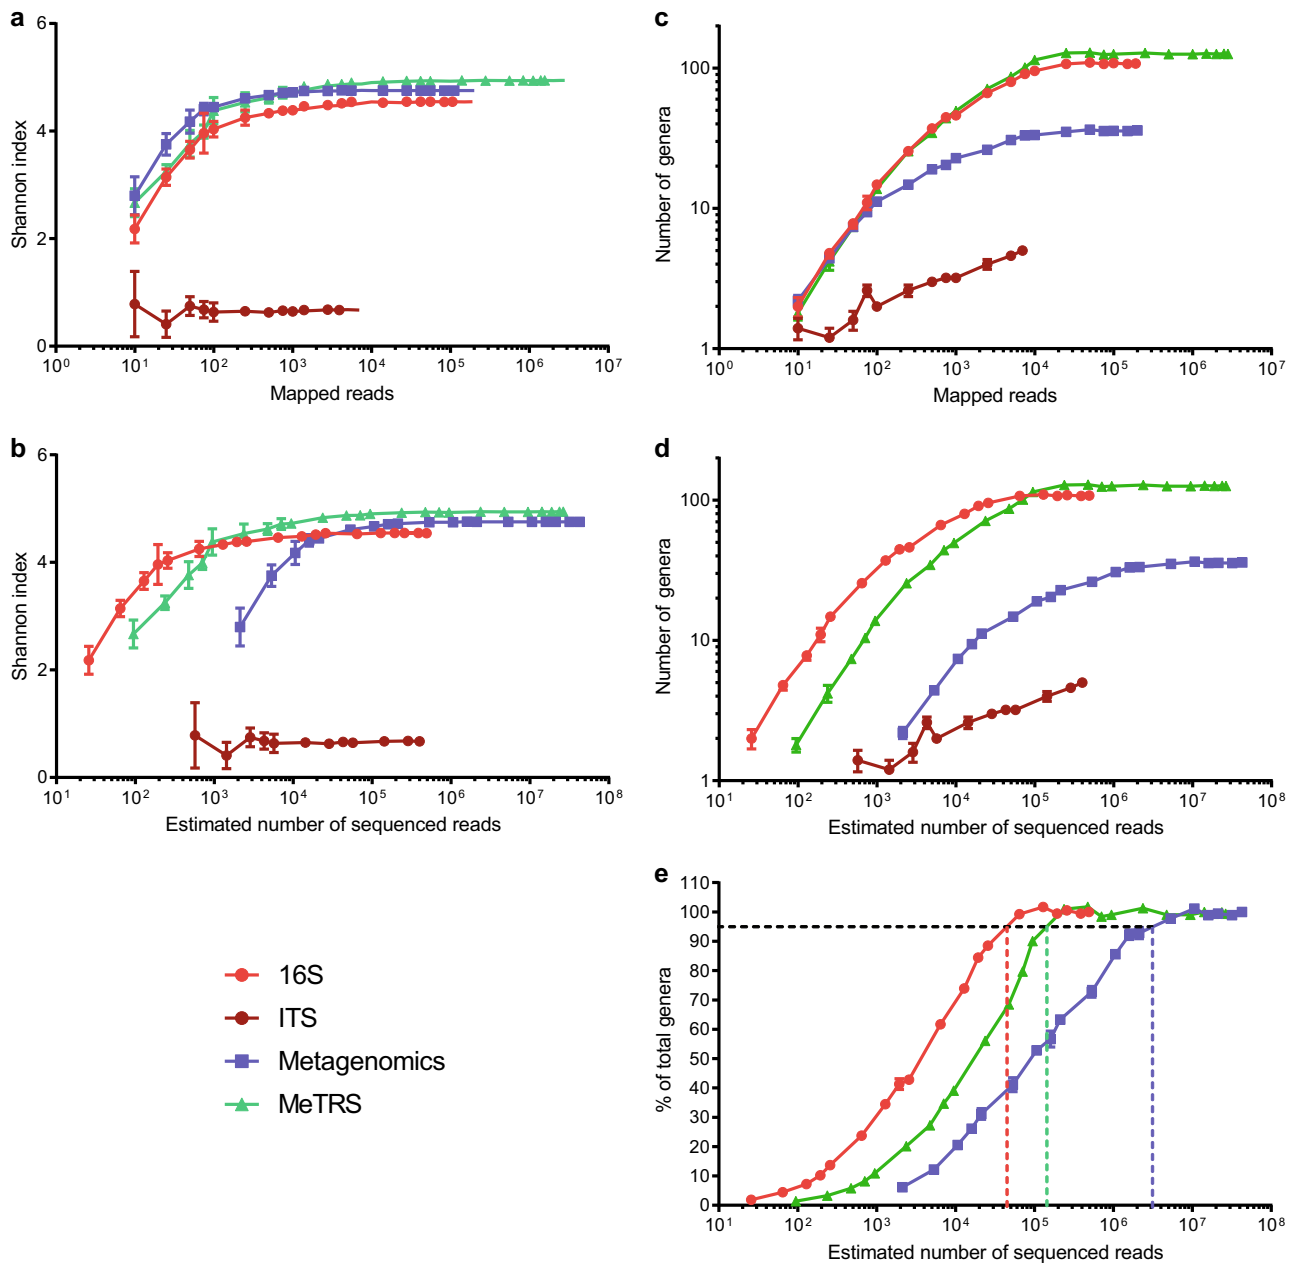 a
6
4
2
0
Shannon index
10⁰ 10¹ 10² 10³ 10⁴ 10⁵ 10⁶ 10⁷
Mapped reads
c
100
10
1
Number of genera
10⁰ 10¹ 10² 10³ 10⁴ 10⁵ 10⁶ 10⁷
Mapped reads
b
6
4
2
0
Shannon index
10¹ 10² 10³ 10⁴ 10⁵ 10⁶ 10⁷ 10⁸
Estimated number of sequenced reads
d
100
10
1
Number of genera
10¹ 10² 10³ 10⁴ 10⁵ 10⁶ 10⁷ 10⁸
Estimated number of sequenced reads
16S
ITS
Metagenomics
MeTRS
e
110
100
90
80
70
60
50
40
30
20
10
0
% of total genera
10¹ 10² 10³ 10⁴ 10⁵ 10⁶ 10⁷ 10⁸
Estimated number of sequenced reads